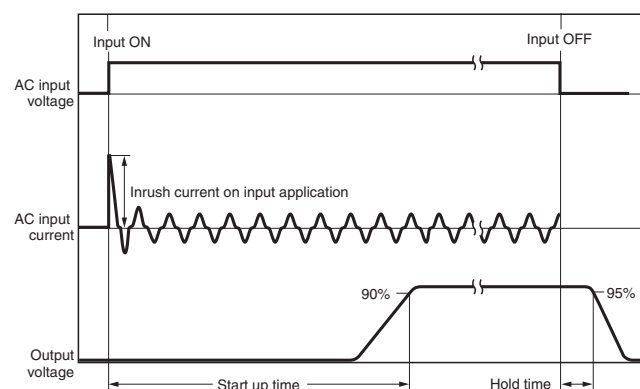 Input ON
Input OFF
AC input
voltage
Inrush current on input application
AC input
current
90%
95%
Output
voltage
Start up time
Hold time